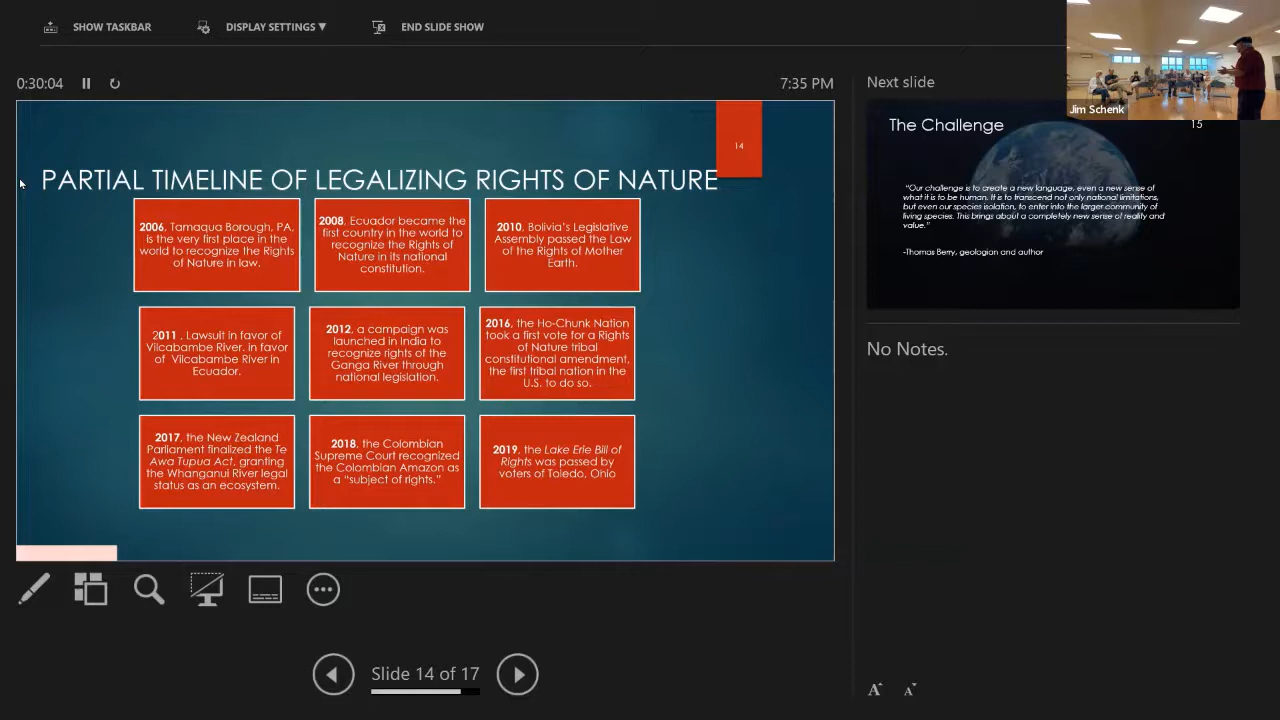 SHOW TASKBAR
DISPLAY SETTINGS ▼
END SLIDE SHOW
0:30:04
7:35 PM
14
PARTIAL TIMELINE OF LEGALIZING RIGHTS OF NATURE
2006, Tamaqua Borough, PA,
is the very first place in the
world to recognize the Rights
of Nature in law.
2008, Ecuador became the
first country in the world to
recognize the Rights of
Nature in its national
constitution.
2010, Bolivia's Legislative
Assembly passed the Law
of the Rights of Mother
Earth.
2011 , Lawsuit in favor of
Vilcabambe River. in favor
of Vilcabambe River in
Ecuador.
2012, a campaign was
launched in India to
recognize rights of the
Ganga River through
national legislation.
2016, the Ho-Chunk Nation
took a first vote for a Rights
of Nature tribal
constitutional amendment,
the first tribal nation in the
U.S. to do so.
2017, the New Zealand
Parliament finalized the Te
Awa Tupua Act, granting
the Whanganui River legal
status as an ecosystem.
2018, the Colombian
Supreme Court recognized
the Colombian Amazon as
a "subject of rights."
2019, the Lake Erie Bill of
Rights was passed by
voters of Toledo, Ohio
Slide 14 of 17
Next slide
Jim Schenk
The Challenge
15
"Our challenge is to create a new language, even a new sense of
what it is to be human. It is to transcend not only national limitations,
but even our species isolation, to enter into the larger community of
living species. This brings about a completely new sense of reality and
value."
-Thomas Berry, geologian and author
No Notes.
A A